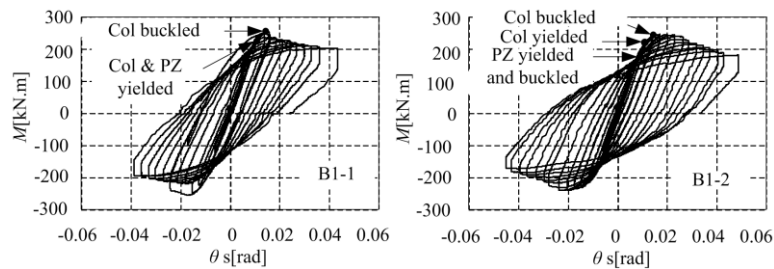 300
200
100
0
-100
-200
300
M[kN.m]
Col buckled
Col & PZ
yielded
B1-1
-0.06 -0.04 -0.02 0 0.02 0.04 0.06
θ s[rad]
300
200
100
0
-100
-200
-300
M[kN.m]
Col buckled
Col yielded
PZ yielded
and buckled
B1-2
-0.06 -0.04 -0.02 0 0.02 0.04 0.06
θ s[rad]